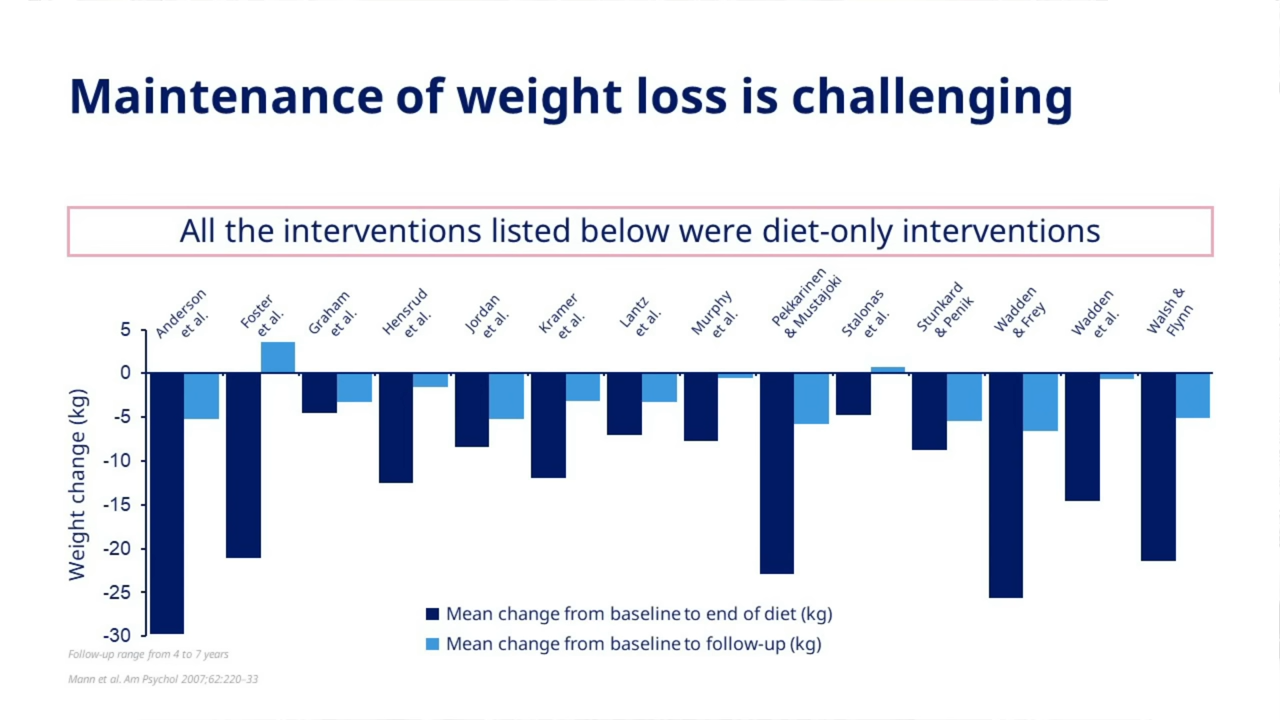 Maintenance of weight loss is challenging
All the interventions listed below were diet-only interventions
Anderson
et al.
Foster
et al.
Graham
et al.
Hensrud
et al.
Jordan
et al.
Kramer
et al.
Lantz
et al.
Murphy
et al.
Pekkarinen
& Mustajoki
Stalonas
et al.
Stunkard
& Penik
Wadden
& Frey
Wadden
et al.
Walsh &
Flynn
Weight change (kg)
5
0
-5
-10
-15
-20
-25
-30
Mean change from baseline to end of diet (kg)
Mean change from baseline to follow-up (kg)
Follow-up range from 4 to 7 years
Mann et al. Am Psychol 2007;62:220–33